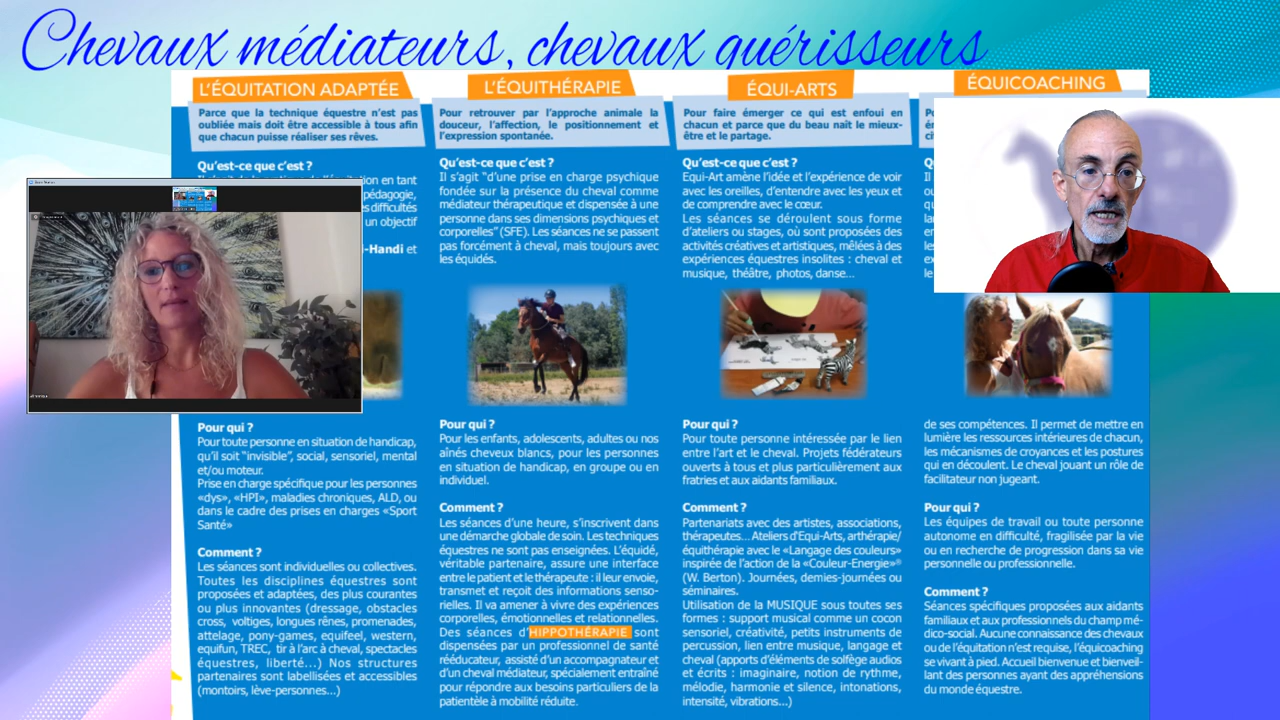 Chevaux médiateurs, chevaux guérisseurs
L'ÉQUITATION ADAPTÉE
Parce que la technique équestre n'est pas
oubliée mais doit être accessible à tous afin
que chacun puisse réaliser ses rêves.
Qu'est-ce que c'est ?
en tant
pédagogie,
difficultés
un objectif
-Handi et
Pour qui ?
Pour toute personne en situation de handicap,
qu'il soit "invisible", social, sensoriel, mental
et/ou moteur.
Prise en charge spécifique pour les personnes
«dys», «HPI», maladies chroniques, ALD, ou
dans le cadre des prises en charges «Sport
Santé»
Comment ?
Les séances sont individuelles ou collectives.
Toutes les disciplines équestres sont
proposées et adaptées, des plus courantes
ou plus innovantes (dressage, obstacles
cross, voltiges, longues rênes, promenades,
attelage, pony-games, equifeel, western,
equifun, TREC, tir à l'arc à cheval, spectacles
équestres, liberté...) Nos structures
partenaires sont labellisées et accessibles
(montoirs, lève-personnes...)
L'ÉQUITHÉRAPIE
Pour retrouver par l'approche animale la
douceur, l'affection, le positionnement et
l'expression spontanée.
Qu'est-ce que c'est ?
Il s'agit "d'une prise en charge psychique
fondée sur la présence du cheval comme
médiateur thérapeutique et dispensée à une
personne dans ses dimensions psychiques et
corporelles" (SFE). Les séances ne se passent
pas forcément à cheval, mais toujours avec
les équidés.
Pour qui ?
Pour les enfants, adolescents, adultes ou nos
aînés cheveux blancs, pour les personnes
en situation de handicap, en groupe ou en
individuel.
Comment ?
Les séances d'une heure, s'inscrivent dans
une démarche globale de soin. Les techniques
équestres ne sont pas enseignées. L'équidé,
véritable partenaire, assure une interface
entre le patient et le thérapeute : il leur envoie,
transmet et reçoit des informations senso-
rielles. Il va amener à vivre des expériences
corporelles, émotionnelles et relationnelles.
Des séances d'HIPPOTHÉRAPIE sont
dispensées par un professionnel de santé
rééducateur, assisté d'un accompagnateur et
d'un cheval médiateur, spécialement entraîné
pour répondre aux besoins particuliers de la
patientèle à mobilité réduite.
ÉQUI-ARTS
Pour faire émerger ce qui est enfoui en
chacun et parce que du beau naît le mieux-
être et le partage.
Qu'est-ce que c'est ?
Equi-Art amène l'idée et l'expérience de voir
avec les oreilles, d'entendre avec les yeux et
de comprendre avec le cœur.
Les séances se déroulent sous forme
d'ateliers ou stages, où sont proposées des
activités créatives et artistiques, mêlées à des
expériences équestres insolites : cheval et
musique, théâtre, photos, danse...
Pour qui ?
Pour toute personne intéressée par le lien
entre l'art et le cheval. Projets fédérateurs
ouverts à tous et plus particulièrement aux
fratries et aux aidants familiaux.
Comment ?
Partenariats avec des artistes, associations,
thérapeutes... Ateliers d'Equi-Arts, arthérapie/
équithérapie avec le «Langage des couleurs»
inspirée de l'action de la «Couleur-Energie»®
(W. Berton). Journées, demies-journées ou
séminaires.
Utilisation de la MUSIQUE sous toutes ses
formes : support musical comme un cocon
sensoriel, créativité, petits instruments de
percussion, lien entre musique, langage et
cheval (apports d'éléments de solfège audios
et écrits : imaginaire, notion de rythme,
mélodie, harmonie et silence, intonations,
intensité, vibrations...)
ÉQUICOACHING
de ses compétences. Il permet de mettre en
lumière les ressources intérieures de chacun,
les mécanismes de croyances et les postures
qui en découlent. Le cheval jouant un rôle de
facilitateur non jugeant.
Pour qui ?
Les équipes de travail ou toute personne
autonome en difficulté, fragilisée par la vie
ou en recherche de progression dans sa vie
personnelle ou professionnelle.
Comment ?
Séances spécifiques proposées aux aidants
familiaux et aux professionnels du champ mé-
dico-social. Aucune connaissance des chevaux
ou de l'équitation n'est requise, l'équicoaching
se vivant à pied. Accueil bienvenue et bienveil-
lant des personnes ayant des appréhensions
du monde équestre.